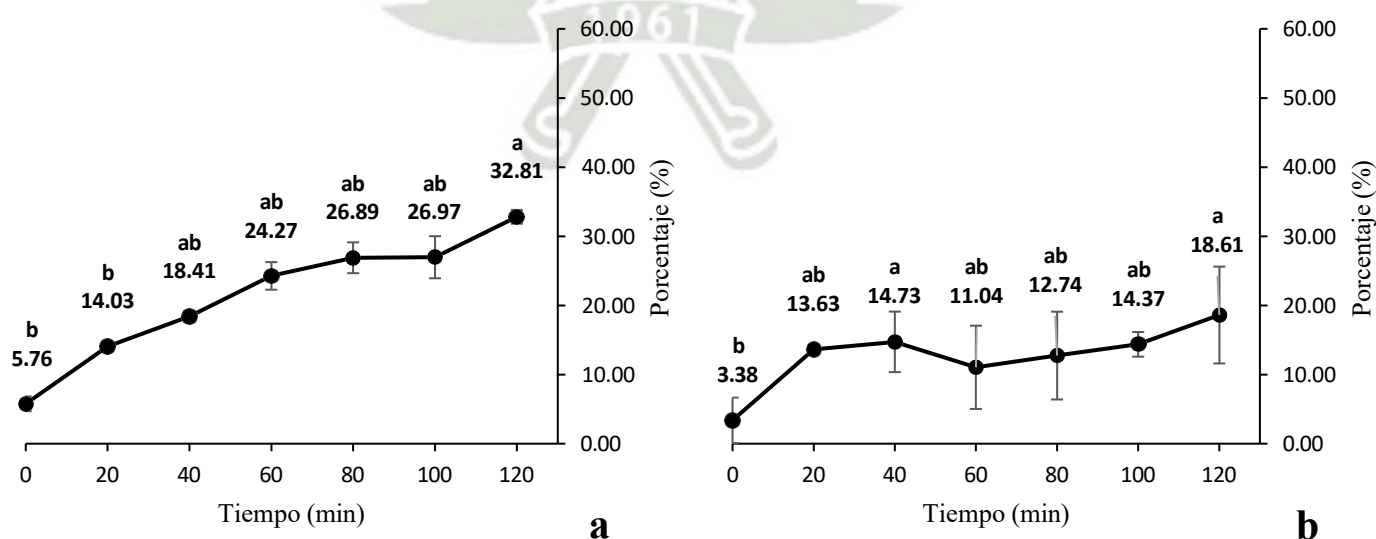 1961
60.00
50.00
40.00
30.00
20.00
10.00
0.00
Porcentaje (%)
b
5.76
b
14.03
ab
18.41
ab
24.27
ab
26.89
ab
26.97
a
32.81
0 20 40 60 80 100 120
Tiempo (min)
a
60.00
50.00
40.00
30.00
20.00
10.00
0.00
Porcentaje (%)
b
3.38
ab
13.63
a
14.73
ab
11.04
ab
12.74
ab
14.37
a
18.61
0 20 40 60 80 100 120
Tiempo (min)
b